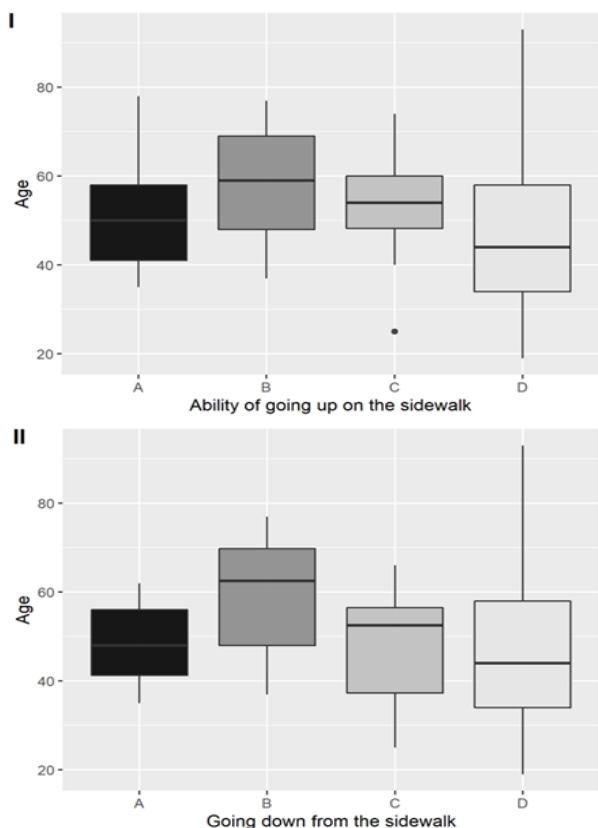 I
Age
80
60
40
20
A B C D
Ability of going up on the sidewalk
II
Age
80
60
40
20
A B C D
Going down from the sidewalk